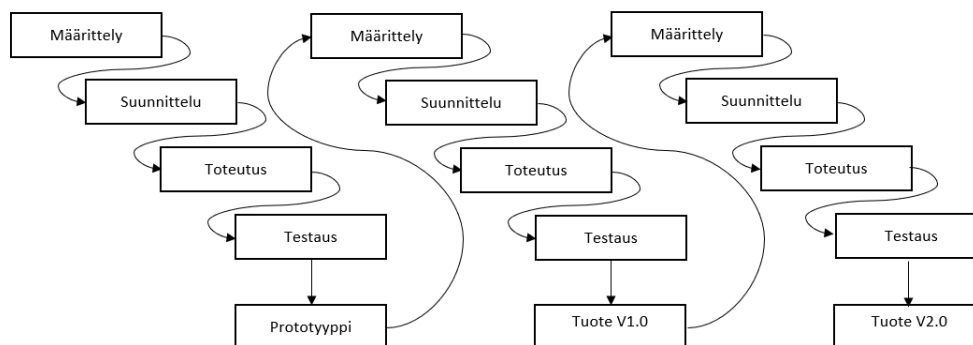 Määrittely
Suunnittelu
Toteutus
Testaus
Prototyyppi
Määrittely
Suunnittelu
Toteutus
Testaus
Tuote V1.0
Määrittely
Suunnittelu
Toteutus
Testaus
Tuote V2.0